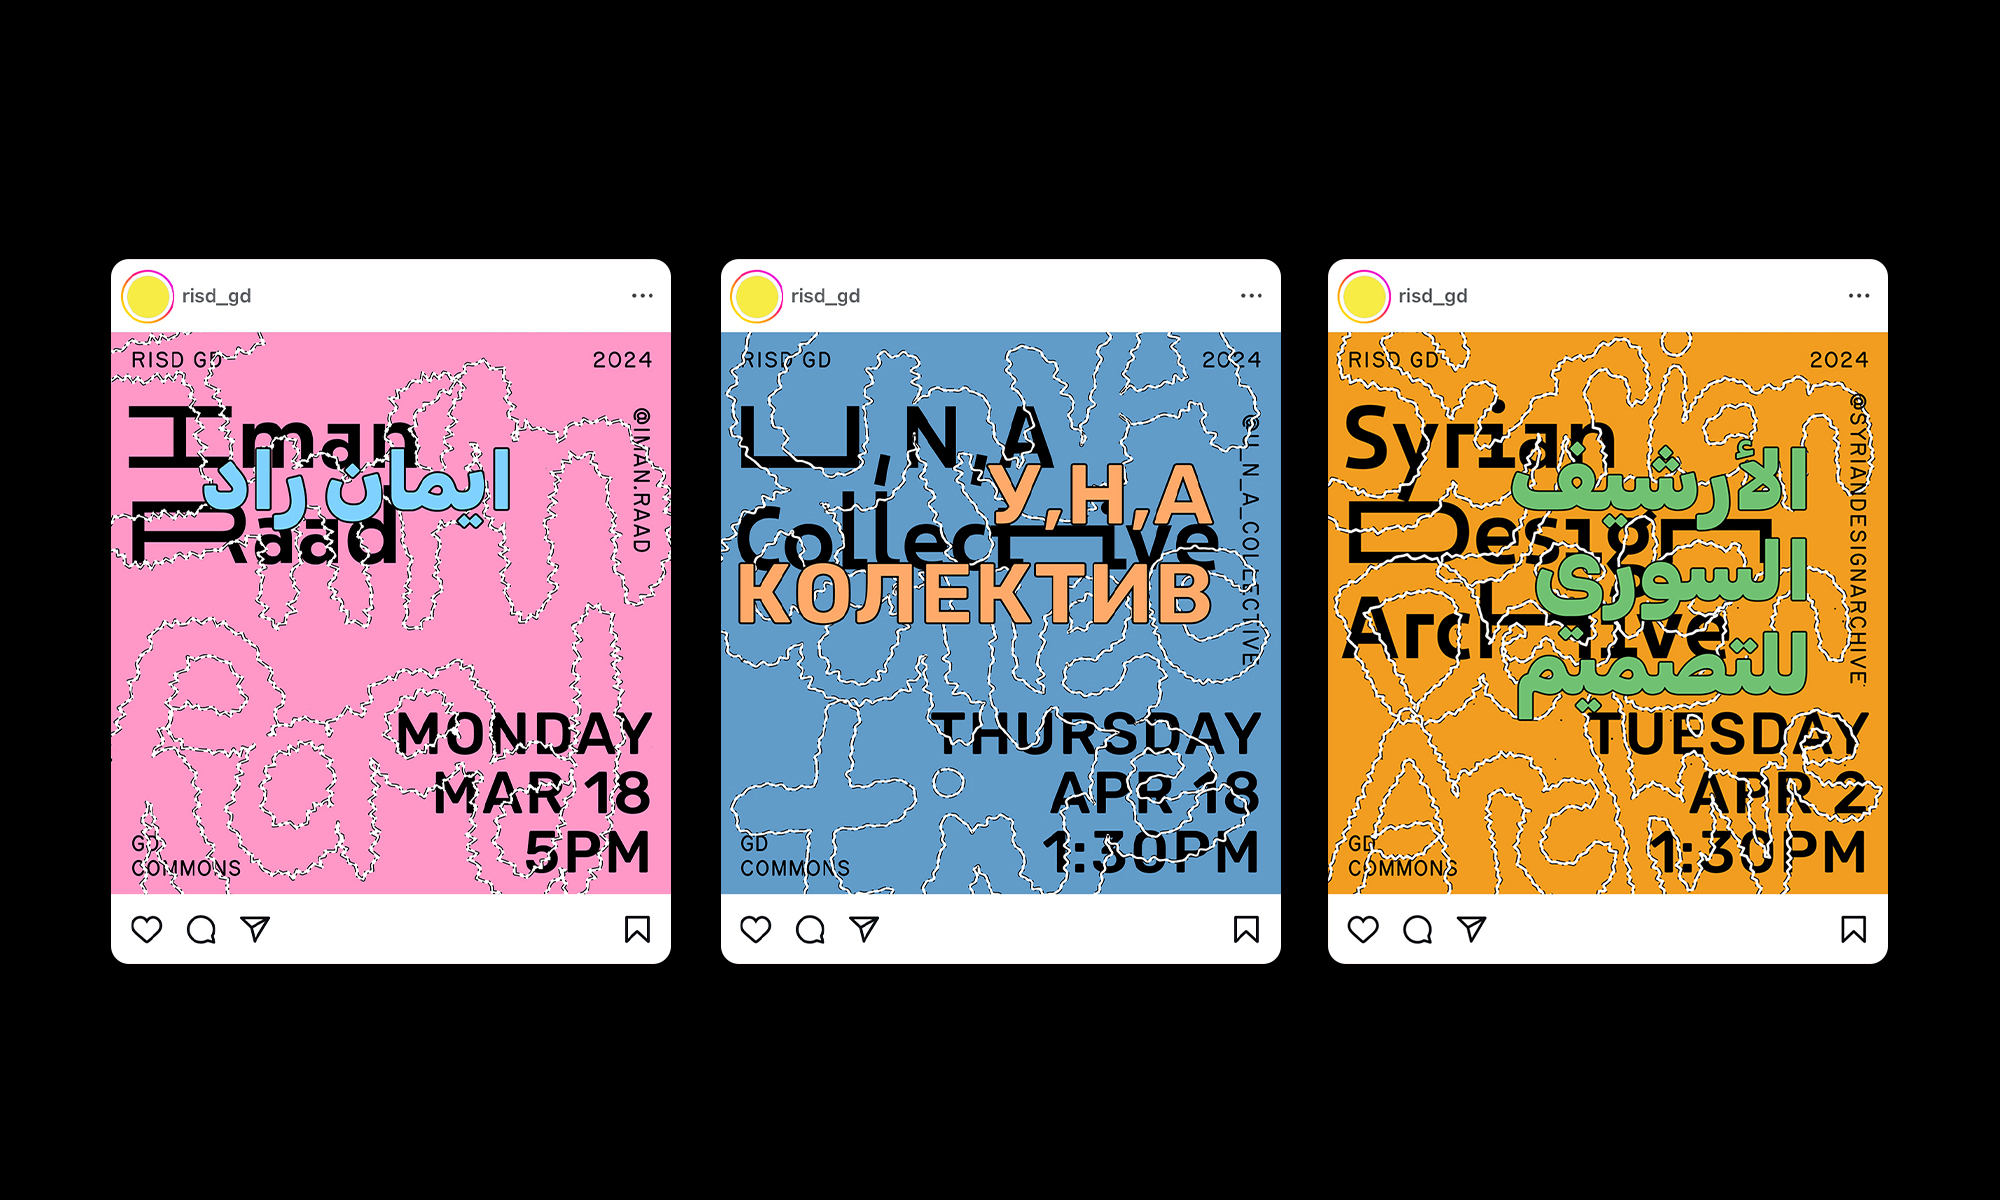 risd_gd
RISD GD
2024
Iman
Raad
ایمان راد
@IMAN.RAAD
MONDAY
MAR 18
5PM
GD
COMMONS
risd_gd
RISD GD
2024
U,N,A
Collective
У,Н,А
КОЛЕКТИВ
@U_N_A_COLLECTIVE
THURSDAY
APR 18
1:30PM
GD
COMMONS
risd_gd
RISD GD
2024
Syrian
Design
Archive
الأرشيف
السوري
للتصميم
@SYRIANDESIGNARCHIVE
TUESDAY
APR 2
1:30PM
GD
COMMONS